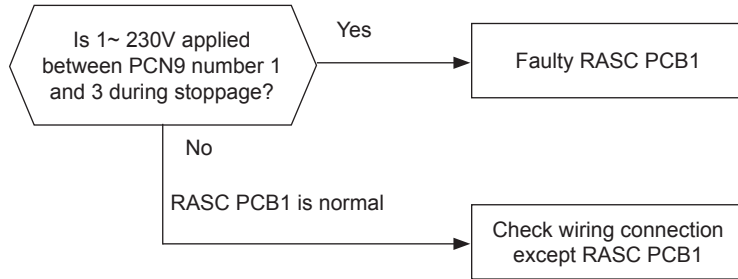 Is 1~ 230V applied
between PCN9 number 1
and 3 during stoppage?
Yes
Faulty RASC PCB1
No
RASC PCB1 is normal
Check wiring connection
except RASC PCB1